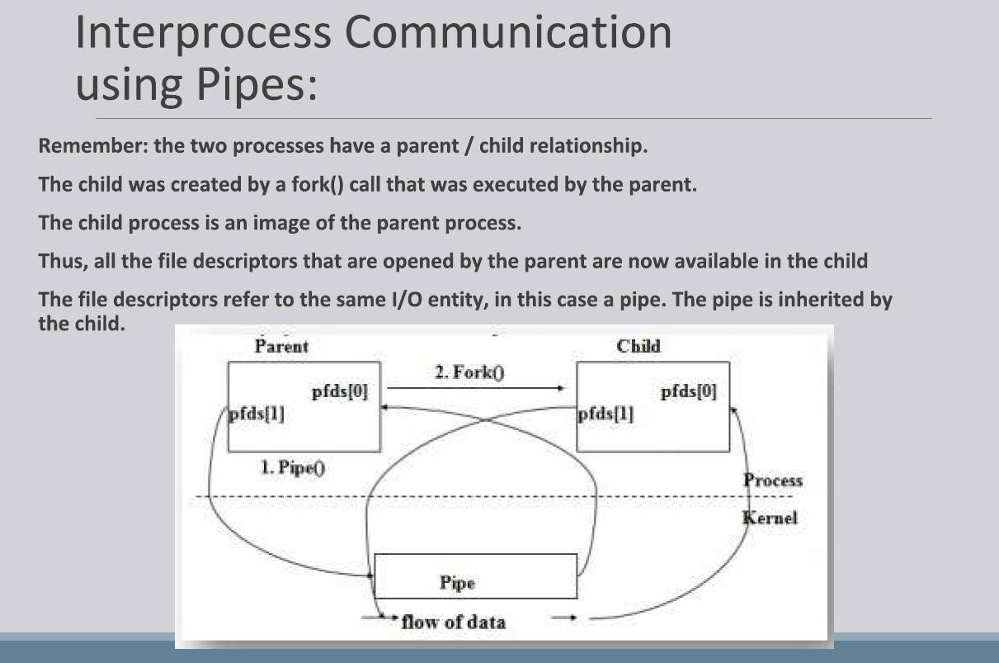 Interprocess Communication
using Pipes:
Remember: the two processes have a parent / child relationship.
The child was created by a fork() call that was executed by the parent.
The child process is an image of the parent process.
Thus, all the file descriptors that are opened by the parent are now available in the child
The file descriptors refer to the same I/O entity, in this case a pipe. The pipe is inherited by
the child.
Parent
Child
2. Fork()
pfds[0]
pfds[0]
pfds[1]
pfds[1]
1. Pipe()
Process
Kernel
Pipe
flow of data